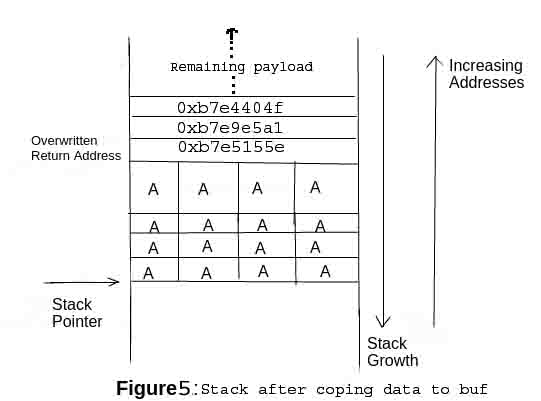 Remaining payload
Increasing
Addresses
0xb7e4404f
0xb7e9e5a1
Overwritten
Return Address
0xb7e5155e
A A A A
A A A A
A A A A
A A A A
Stack
Pointer
Stack
Growth
Figure5.:Stack after coping data to buf